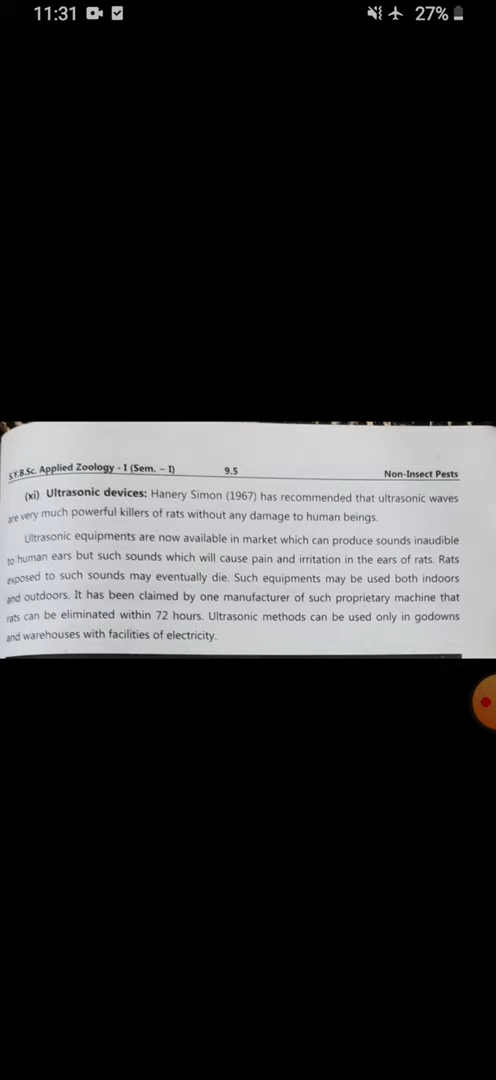 11:31
27%
S.Y.B.Sc. Applied Zoology - I (Sem. – I) 9.5 Non-Insect Pests
(xi) Ultrasonic devices: Hanery Simon (1967) has recommended that ultrasonic waves
are very much powerful killers of rats without any damage to human beings.
Ultrasonic equipments are now available in market which can produce sounds inaudible
to human ears but such sounds which will cause pain and irritation in the ears of rats. Rats
exposed to such sounds may eventually die. Such equipments may be used both indoors
and outdoors. It has been claimed by one manufacturer of such proprietary machine that
rats can be eliminated within 72 hours. Ultrasonic methods can be used only in godowns
and warehouses with facilities of electricity.